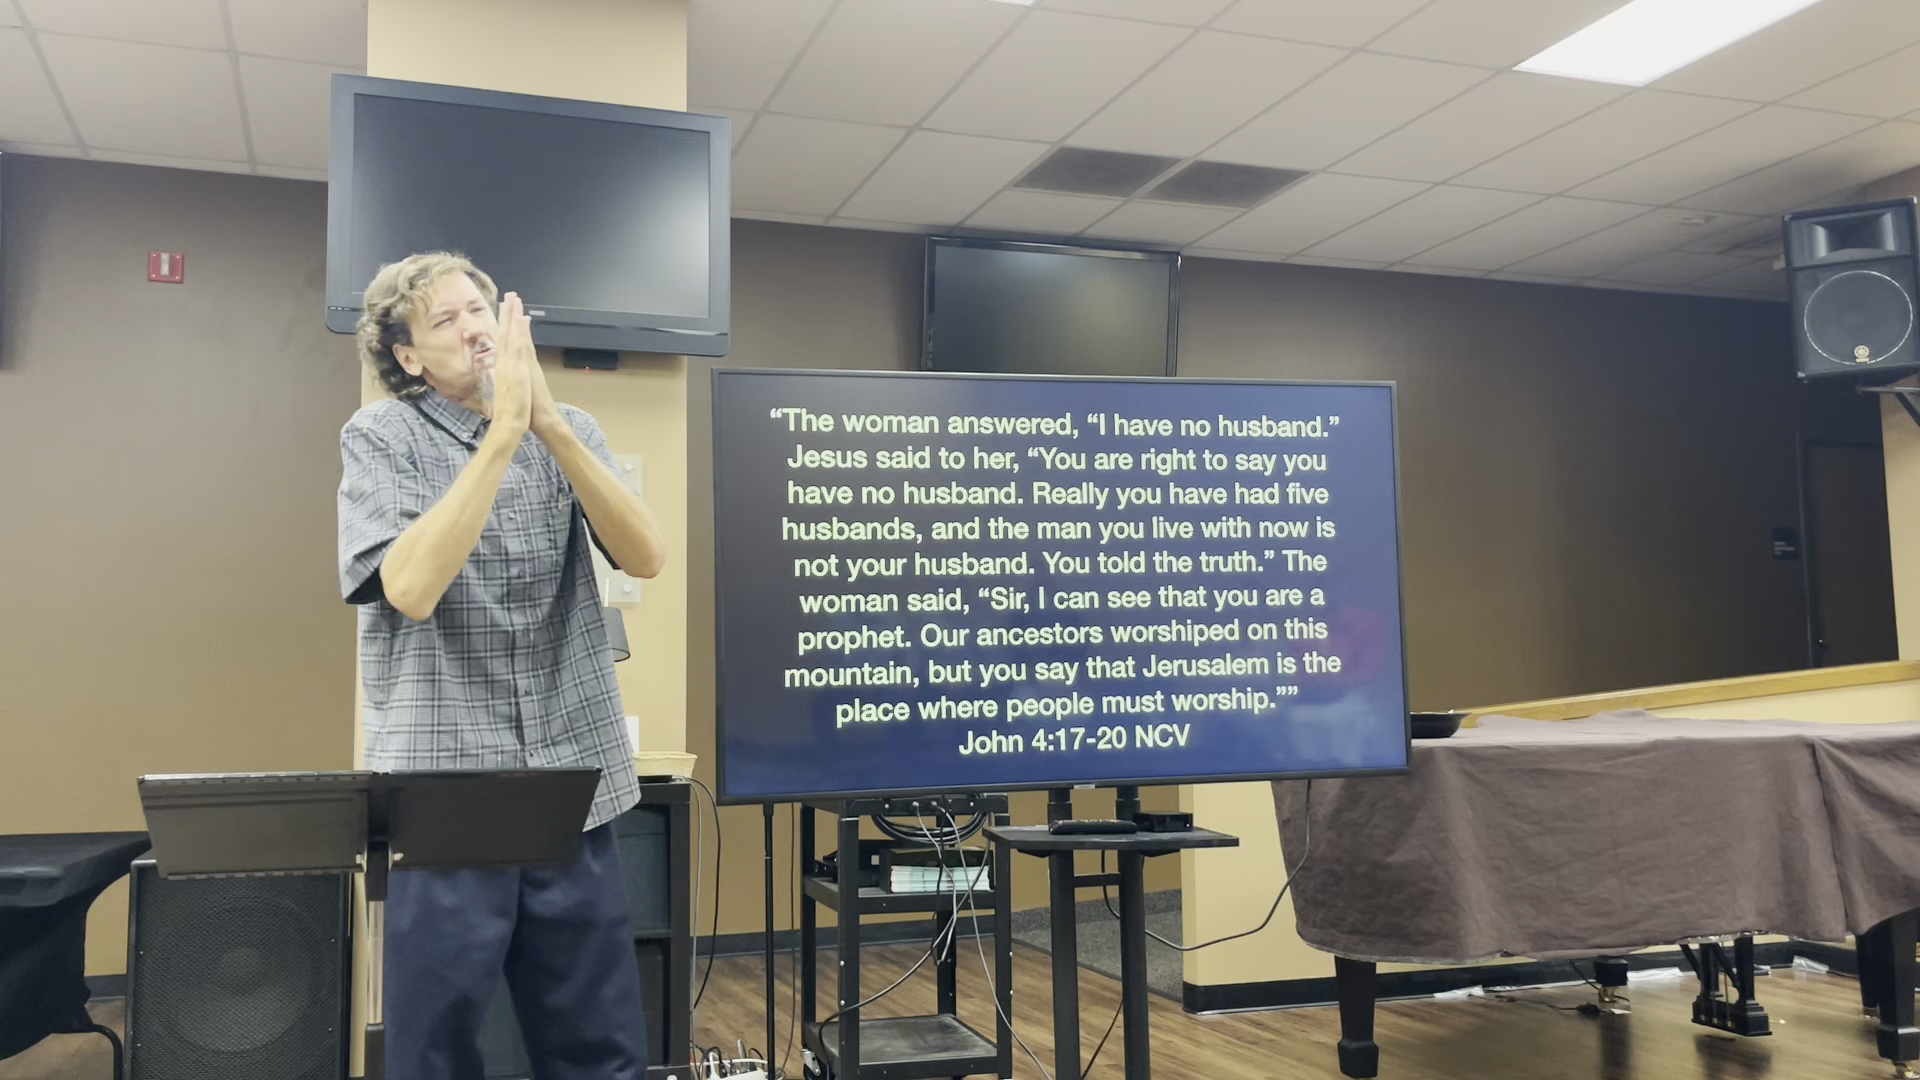 “The woman answered, “I have no husband.”
Jesus said to her, “You are right to say you
have no husband. Really you have had five
husbands, and the man you live with now is
not your husband. You told the truth.” The
woman said, “Sir, I can see that you are a
prophet. Our ancestors worshiped on this
mountain, but you say that Jerusalem is the
place where people must worship.””
John 4:17-20 NCV